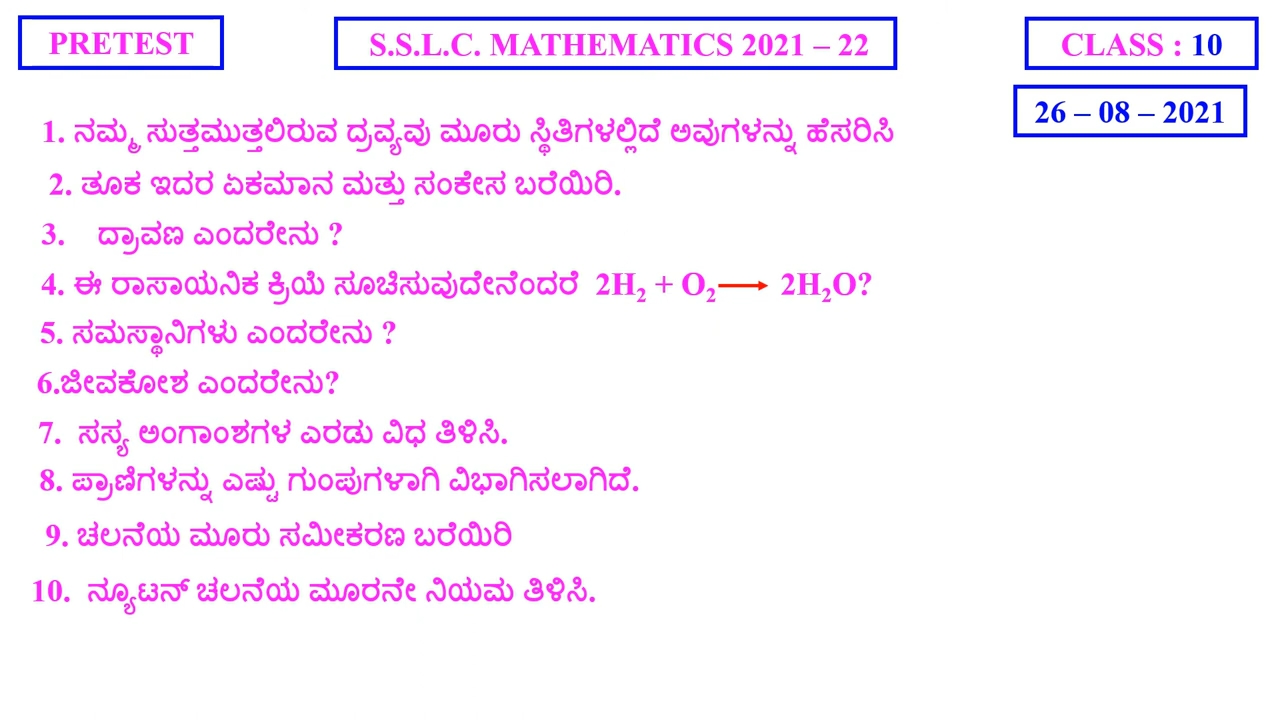 PRETEST
S.S.L.C. MATHEMATICS 2021 – 22
CLASS : 10
26 – 08 – 2021
1. ನಮ್ಮ ಸುತ್ತಮುತ್ತಲಿರುವ ದ್ರವ್ಯವು ಮೂರು ಸ್ಥಿತಿಗಳಲ್ಲಿದೆ ಅವುಗಳನ್ನು ಹೆಸರಿಸಿ
2. ತೂಕ ಇದರ ಏಕಮಾನ ಮತ್ತು ಸಂಕೇಸ ಬರೆಯಿರಿ.
3. ದ್ರಾವಣ ಎಂದರೇನು ?
4. ಈ ರಾಸಾಯನಿಕ ಕ್ರಿಯೆ ಸೂಚಿಸುವುದೇನೆಂದರೆ 2H₂ + O₂ ⟶ 2H₂O?
5. ಸಮಸ್ಥಾನಿಗಳು ಎಂದರೇನು ?
6.ಜೀವಕೋಶ ಎಂದರೇನು?
7. ಸಸ್ಯ ಅಂಗಾಂಶಗಳ ಎರಡು ವಿಧ ತಿಳಿಸಿ.
8. ಪ್ರಾಣಿಗಳನ್ನು ಎಷ್ಟು ಗುಂಪುಗಳಾಗಿ ವಿಭಾಗಿಸಲಾಗಿದೆ.
9. ಚಲನೆಯ ಮೂರು ಸಮೀಕರಣ ಬರೆಯಿರಿ
10. ನ್ಯೂಟನ್ ಚಲನೆಯ ಮೂರನೇ ನಿಯಮ ತಿಳಿಸಿ.